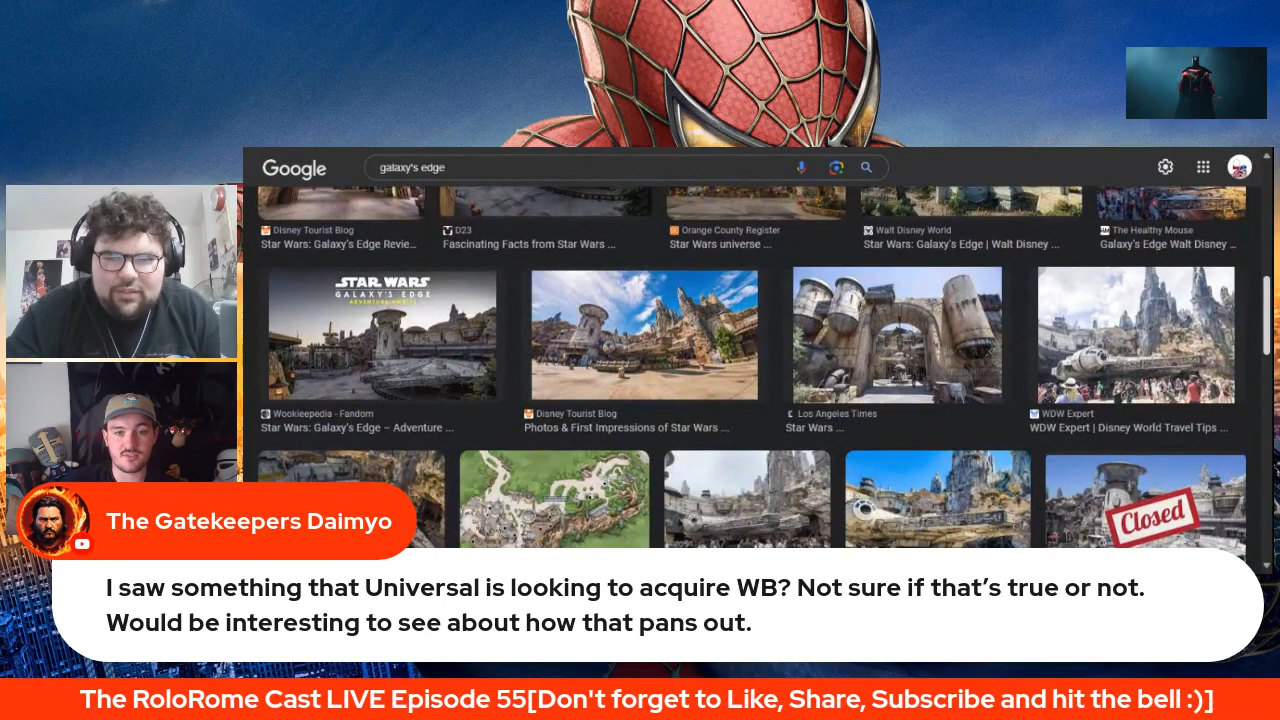 Google
galaxy's edge
Disney Tourist Blog
Star Wars: Galaxy's Edge Revie...
D23
Fascinating Facts from Star Wars ...
Orange County Register
Star Wars universe ...
Walt Disney World
Star Wars: Galaxy's Edge | Walt Disney ...
The Healthy Mouse
Galaxy's Edge Walt Disney ...
STAR WARS
GALAXY'S EDGE
Wookieepedia - Fandom
Star Wars: Galaxy's Edge – Adventure ...
Disney Tourist Blog
Photos & First Impressions of Star Wars ...
Los Angeles Times
Star Wars ...
WDW Expert
WDW Expert | Disney World Travel Tips ...
Closed
The Gatekeepers Daimyo
I saw something that Universal is looking to acquire WB? Not sure if that’s true or not.
Would be interesting to see about how that pans out.
The RoloRome Cast LIVE Episode 55[Don't forget to Like, Share, Subscribe and hit the bell :)]